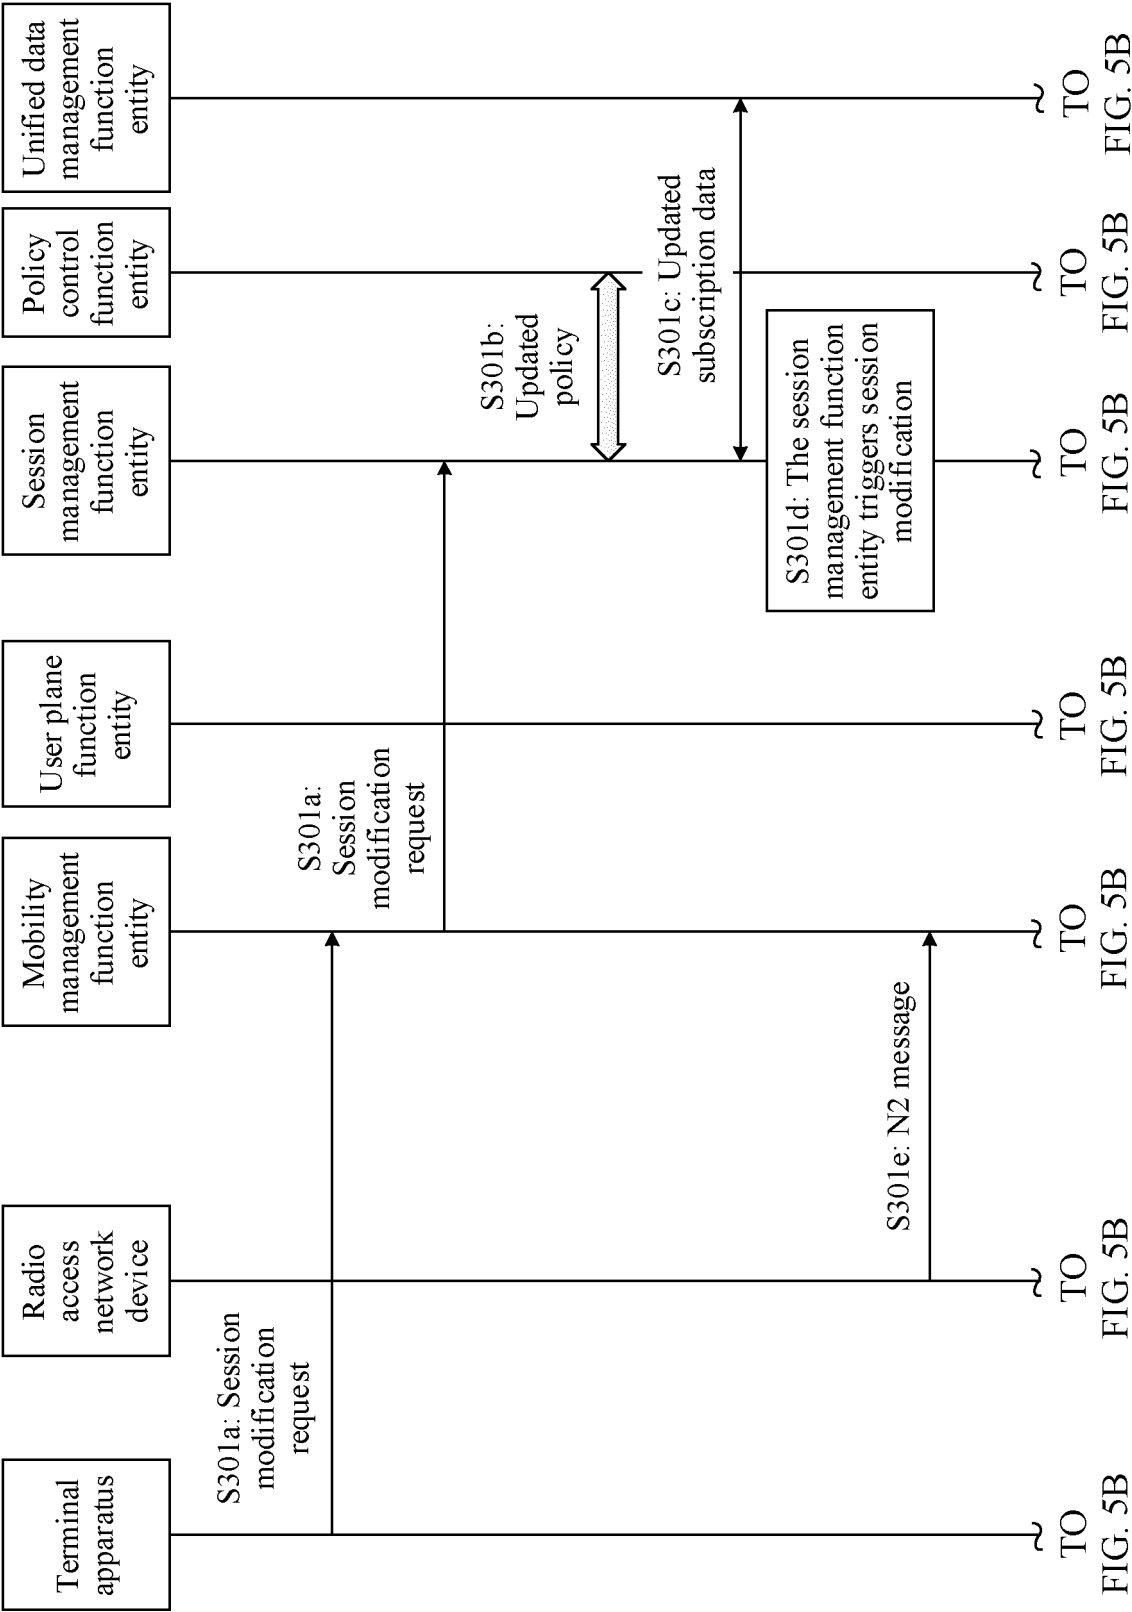 Terminal
apparatus
Radio
access
network
device
Mobility
management
function
entity
User plane
function
entity
Session
management
function
entity
Policy
control
function
entity
Unified data
management
function
entity
S301a: Session
modification
request
S301a:
Session
modification
request
S301b:
Updated
policy
S301c: Updated
subscription data
S301d: The session
management function
entity triggers session
modification
S301e: N2 message
TO
FIG. 5B
TO
FIG. 5B
TO
FIG. 5B
TO
FIG. 5B
TO
FIG. 5B
TO
FIG. 5B
TO
FIG. 5B